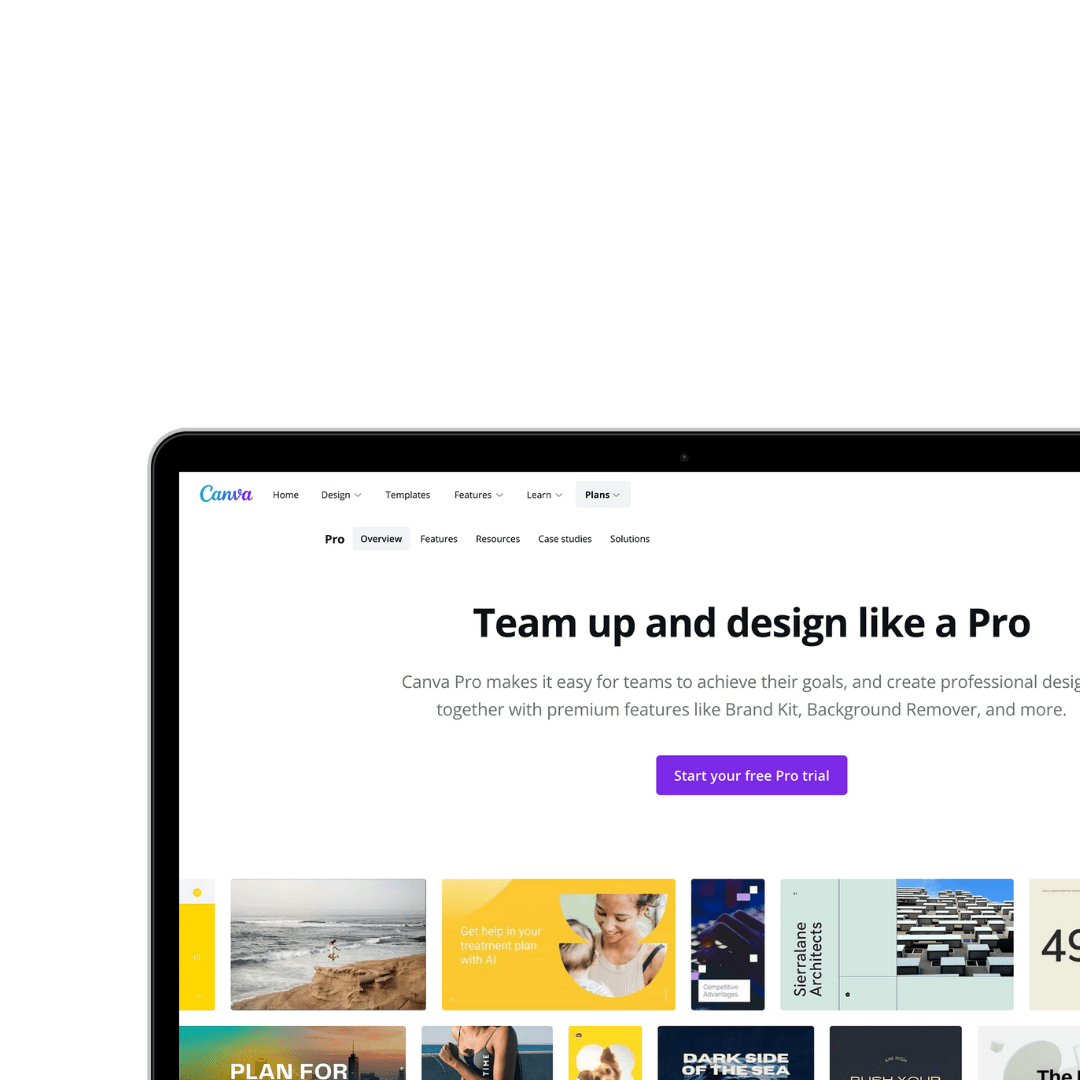 Canva Home Design Templates Features Learn Plans
Pro Overview Features Resources Case studies Solutions
Team up and design like a Pro
Canva Pro makes it easy for teams to achieve their goals, and create professional
together with premium features like Brand Kit, Background Remover, and more.
Start your free Pro trial
Get help in your
treatment plan
with AI
Competitive
Advantages
Sierralane
Architects
PLAN FOR
TIME
DARK SIDE
OF THE SEA
AIM HIGH
PUSH YOUR
The